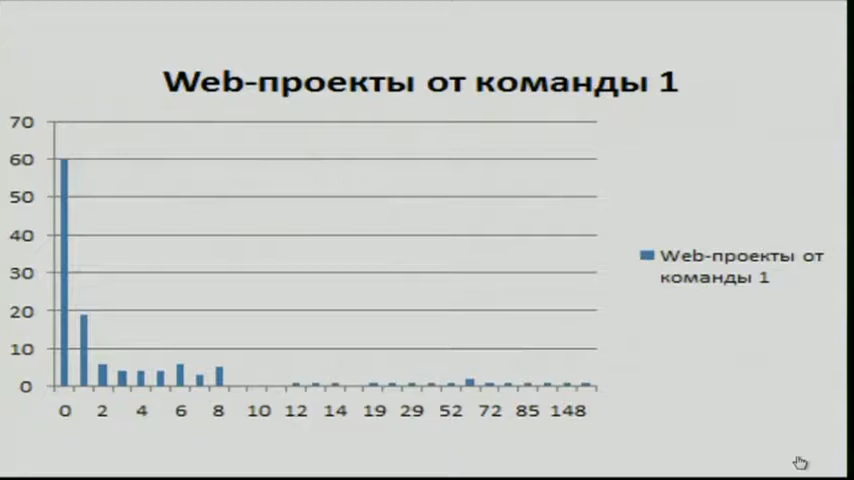 Web-проекты от команды 1
70
60
50
40
30
20
10
0
0 2 4 6 8 10 12 14 19 29 52 72 85 148
Web-проекты от
команды 1